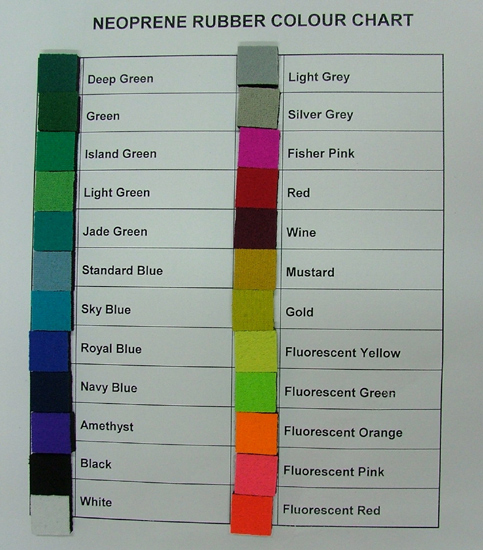 NEOPRENE RUBBER COLOUR CHART
Deep Green
Green
Island Green
Light Green
Jade Green
Standard Blue
Sky Blue
Royal Blue
Navy Blue
Amethyst
Black
White
Light Grey
Silver Grey
Fisher Pink
Red
Wine
Mustard
Gold
Fluorescent Yellow
Fluorescent Green
Fluorescent Orange
Fluorescent Pink
Fluorescent Red